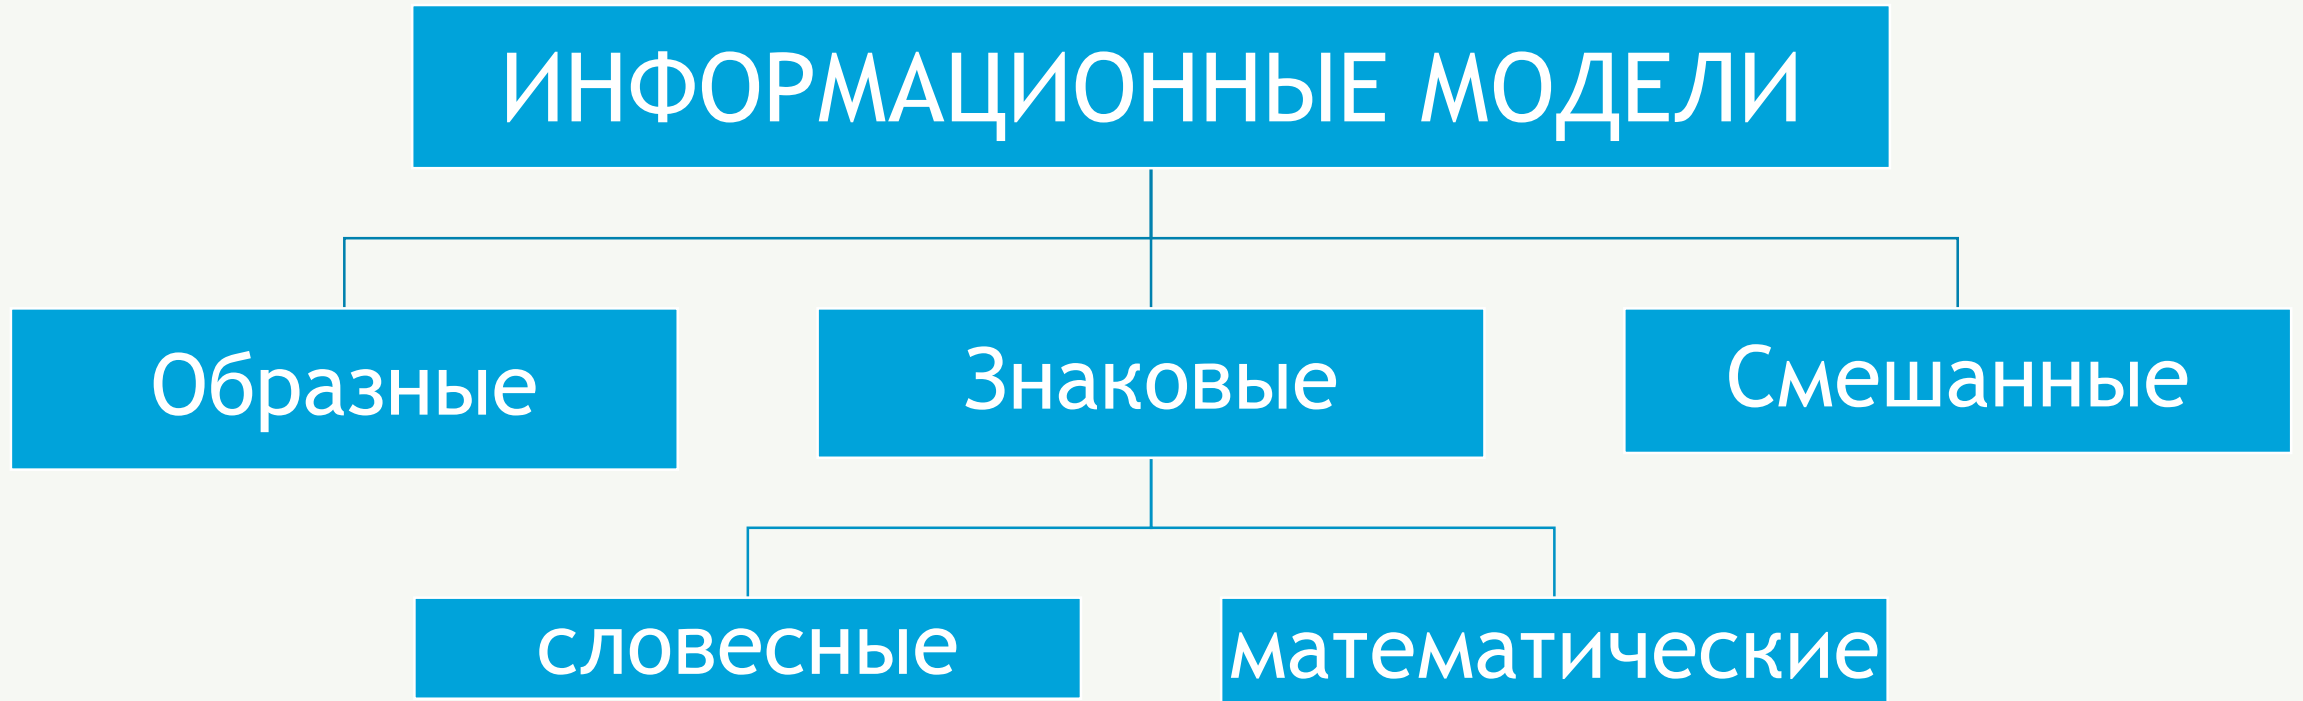 ИНФОРМАЦИОННЫЕ МОДЕЛИ
Образные
Знаковые
Смешанные
словесные
математические